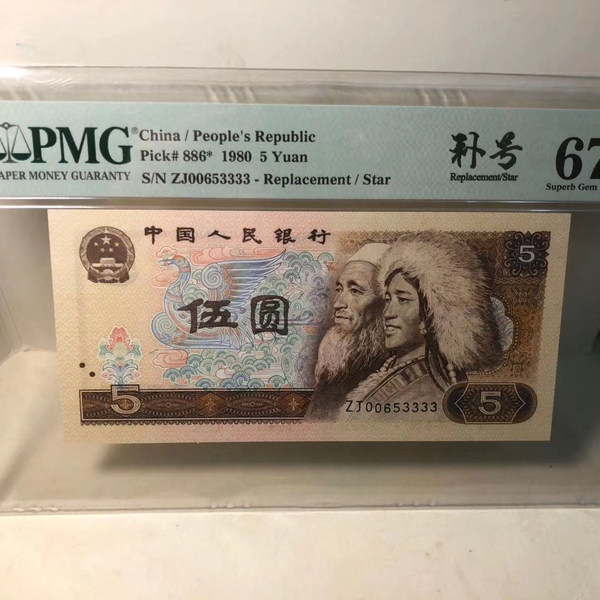 PMG®
PAPER MONEY GUARANTY
China / People's Republic
Pick# 886* 1980 5 Yuan
S/N ZJ00653333 - Replacement / Star
补号
Replacement/Star
67
Superb Gem
中国人民银行
5
伍圆
ZJ00653333
5
5